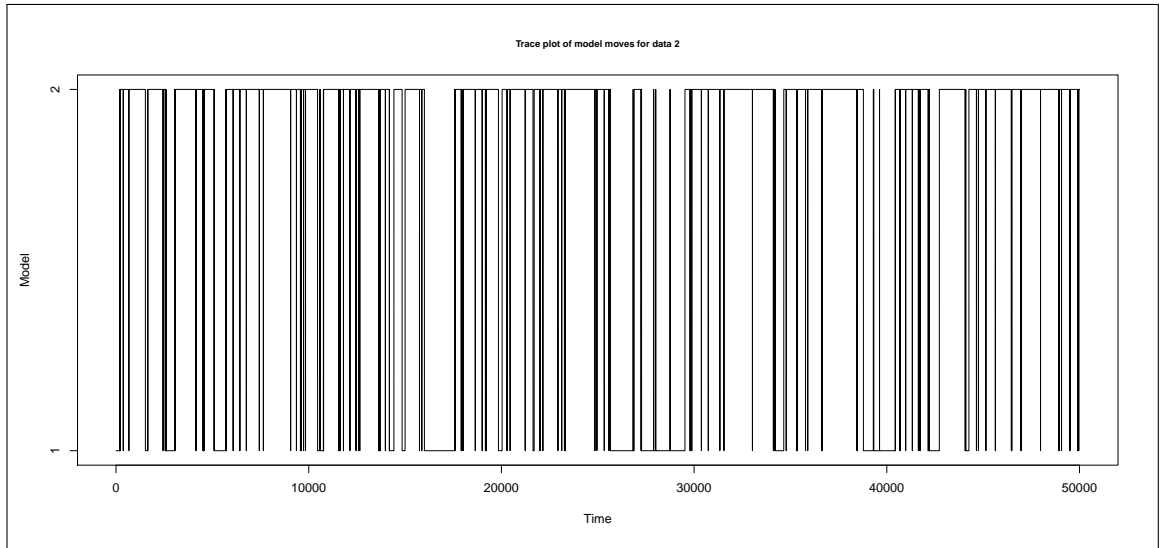 Trace plot of model moves for data 2
2
1
Model
0 10000 20000 30000 40000 50000
Time